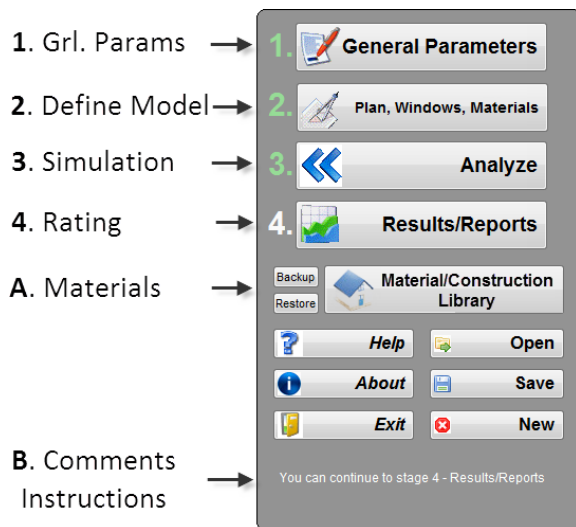 1. Grl. Params
1. General Parameters
2. Define Model
2. Plan, Windows, Materials
3. Simulation
3. Analyze
4. Rating
4. Results/Reports
A. Materials
Backup
Restore
Material/Construction
Library
Help
Open
About
Save
Exit
New
B. Comments
Instructions
You can continue to stage 4 - Results/Reports